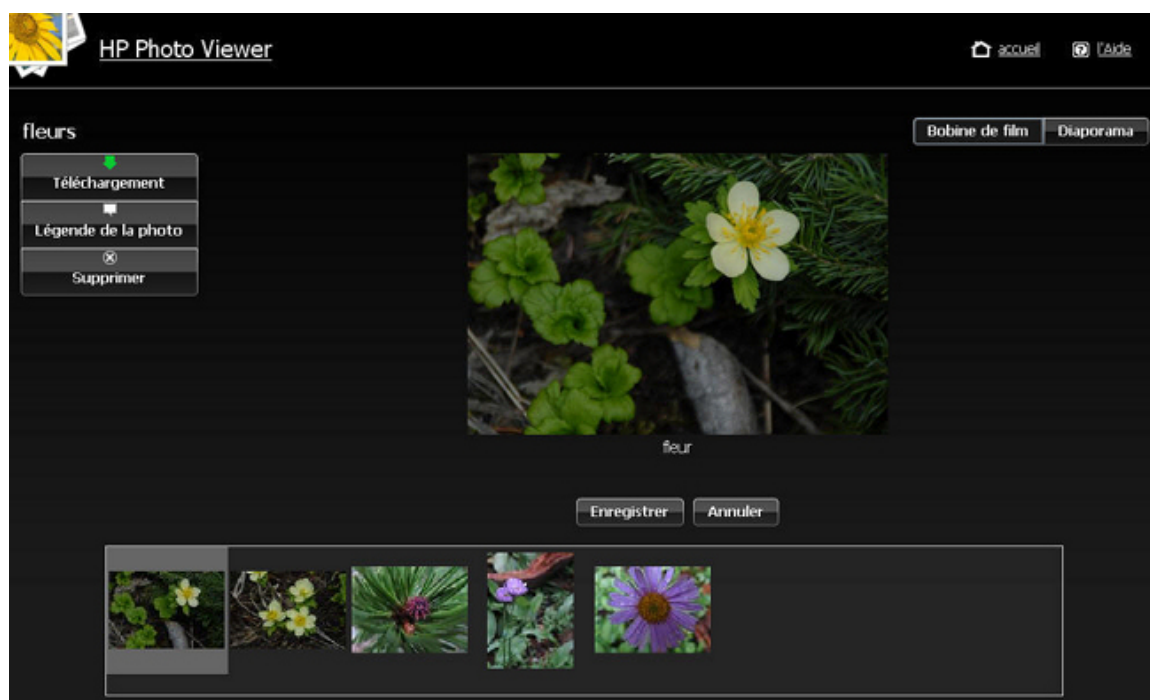 HP Photo Viewer
accueil
l'Aide
fleurs
Bobine de film
Diaporama
Téléchargement
Légende de la photo
Supprimer
fleur
Enregistrer
Annuler